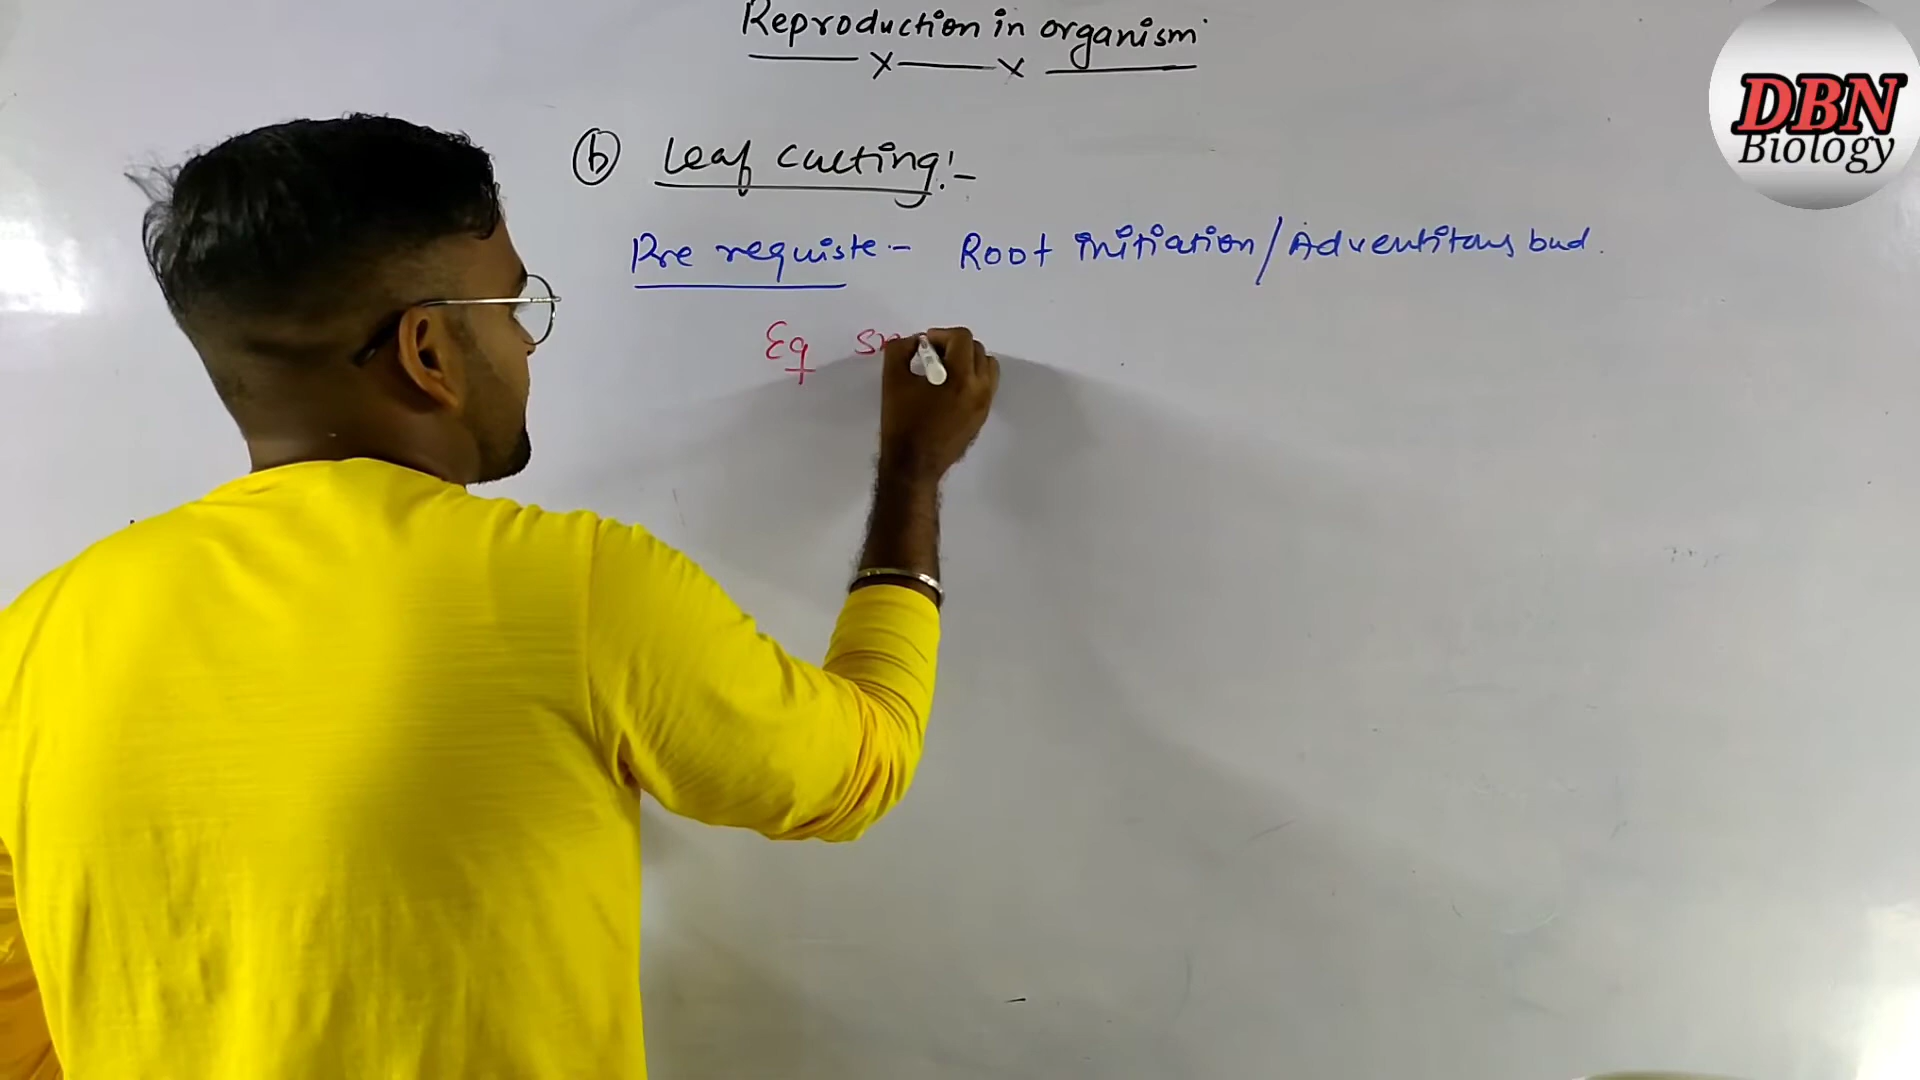 Reproduction in organism
DBN
Biology
(b) Leaf cutting:-
Pre requiste:- Root initiation/Adventitous bud.
Eg